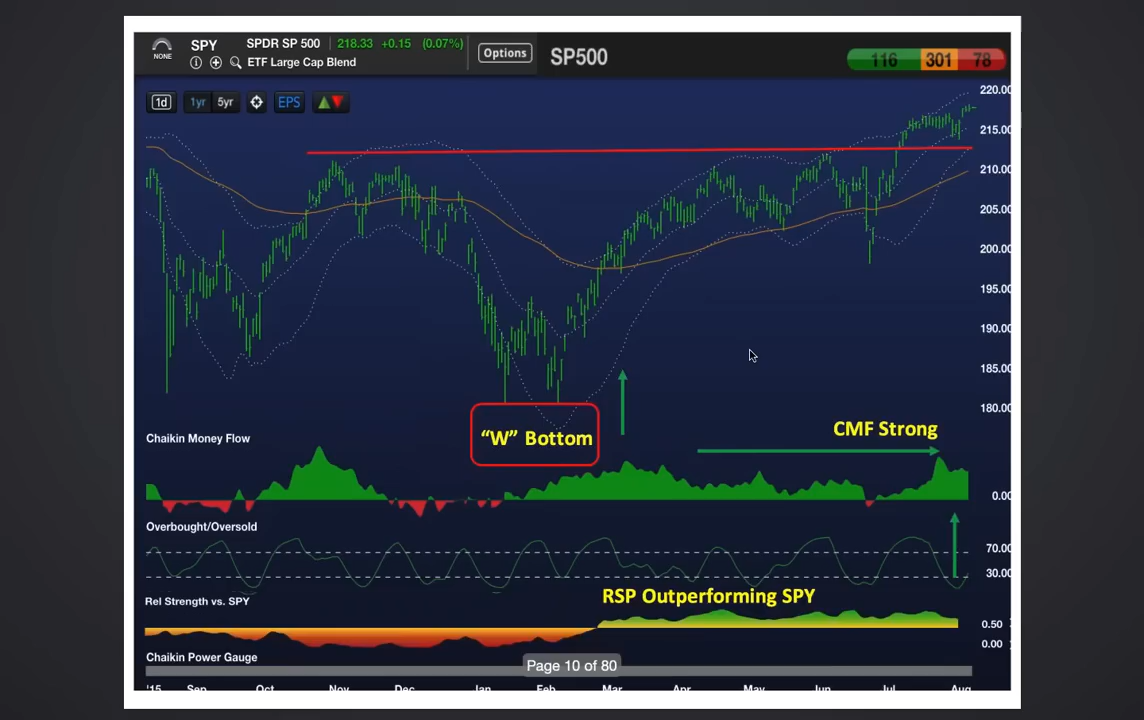 NONE
SPY
SPDR SP 500 218.33 +0.15 (0.07%)
ETF Large Cap Blend
Options
SP500
116 301 78
1d 1yr 5yr EPS
220.00
215.00
210.00
205.00
200.00
195.00
190.00
185.00
180.00
“W” Bottom
CMF Strong
Chaikin Money Flow
0.00
Overbought/Oversold
70.00
30.00
RSP Outperforming SPY
Rel Strength vs. SPY
0.50
0.00
Chaikin Power Gauge
Page 10 of 80
'15 Sep Oct Nov Dec Jan Feb Mar Apr May Jun Jul Aug